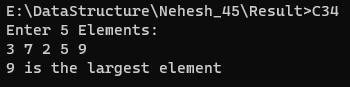 E:\DataStructure\Nehesh_45\Result>C34
Enter 5 Elements:
3 7 2 5 9
9 is the largest element